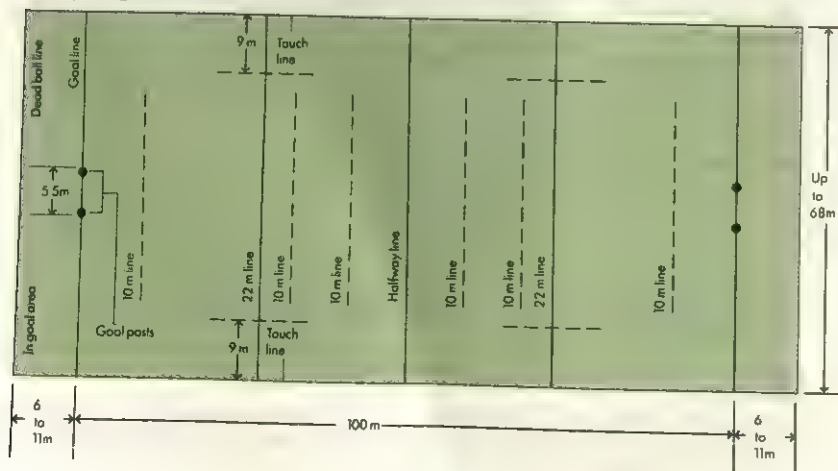 9 m
Touch
line
Dead ball line
Goal line
5.5m
Up
to
68m
10 m line
22 m line
10 m line
10 m line
Halfway line
10 m line
10 m line
22 m line
10 m line
In goal area
Goal posts
9 m
Touch
line
6
to
11m
100 m
6
to
11m